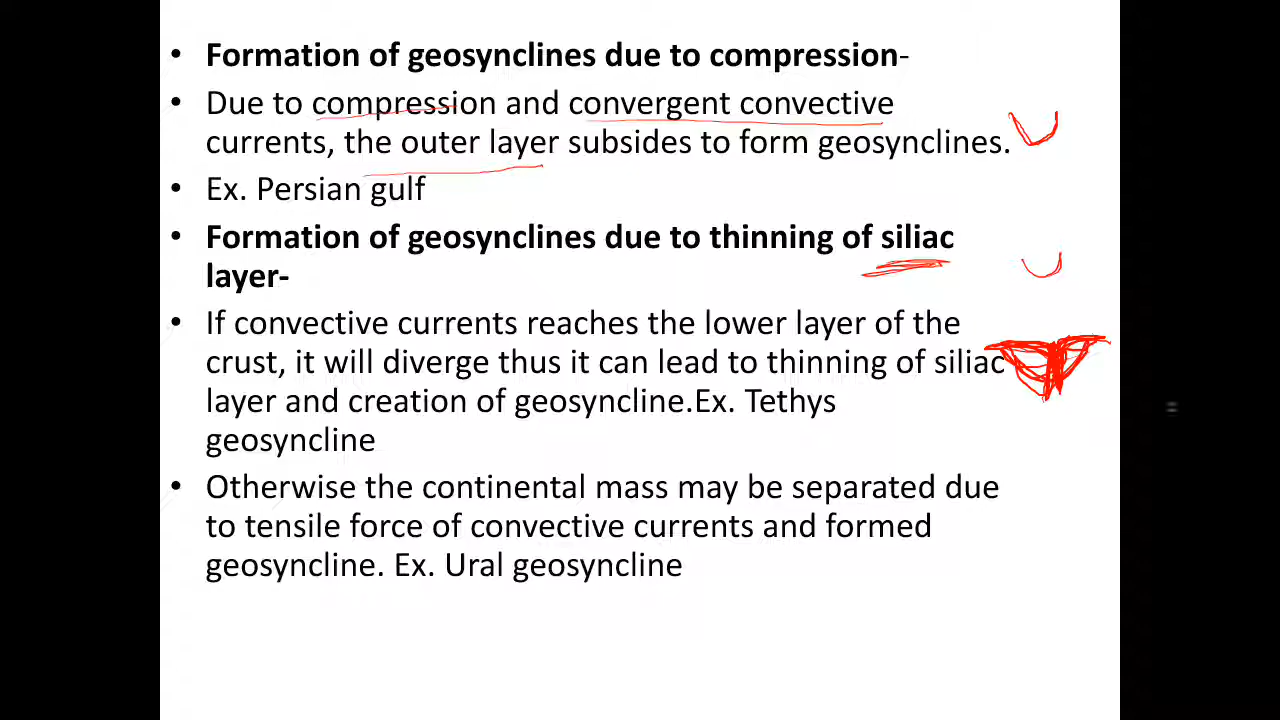 • Formation of geosynclines due to compression-
• Due to compression and convergent convective
currents, the outer layer subsides to form geosynclines.
• Ex. Persian gulf
• Formation of geosynclines due to thinning of siliac
layer-
• If convective currents reaches the lower layer of the
crust, it will diverge thus it can lead to thinning of siliac
layer and creation of geosyncline.Ex. Tethys
geosyncline
• Otherwise the continental mass may be separated due
to tensile force of convective currents and formed
geosyncline. Ex. Ural geosyncline